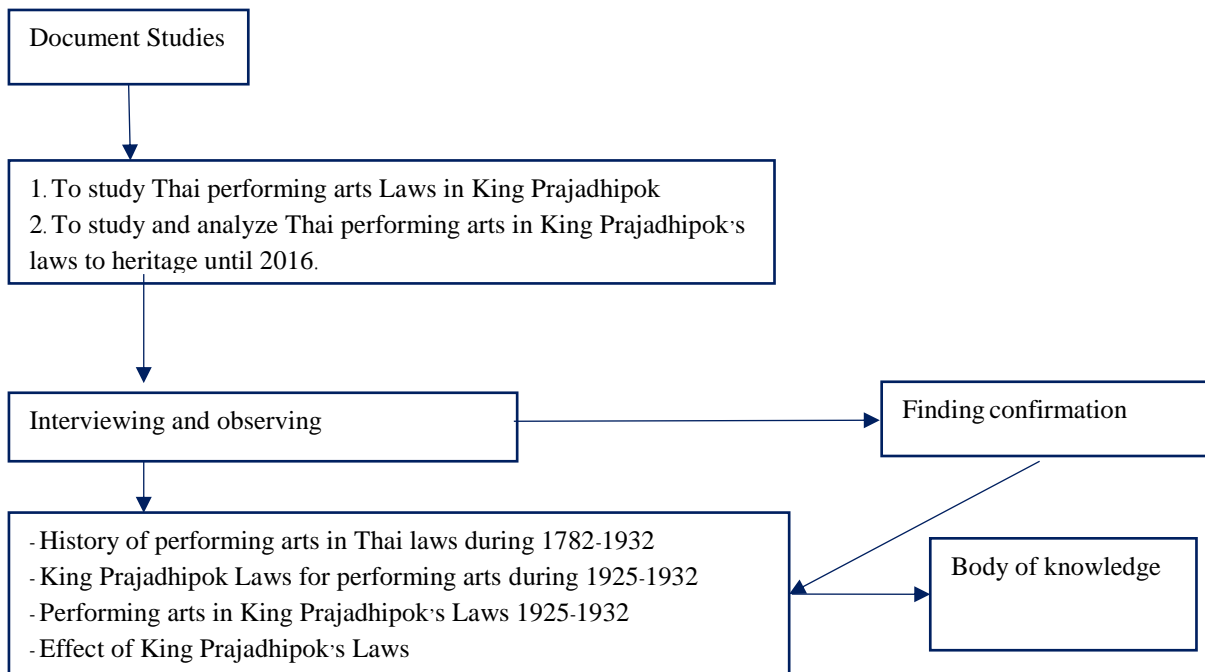 Document Studies
1. To study Thai performing arts Laws in King Prajadhipok
2. To study and analyze Thai performing arts in King Prajadhipok's
laws to heritage until 2016.
Interviewing and observing
Finding confirmation
- History of performing arts in Thai laws during 1782-1932
- King Prajadhipok Laws for performing arts during 1925-1932
- Performing arts in King Prajadhipok's Laws 1925-1932
- Effect of King Prajadhipok's Laws
Body of knowledge